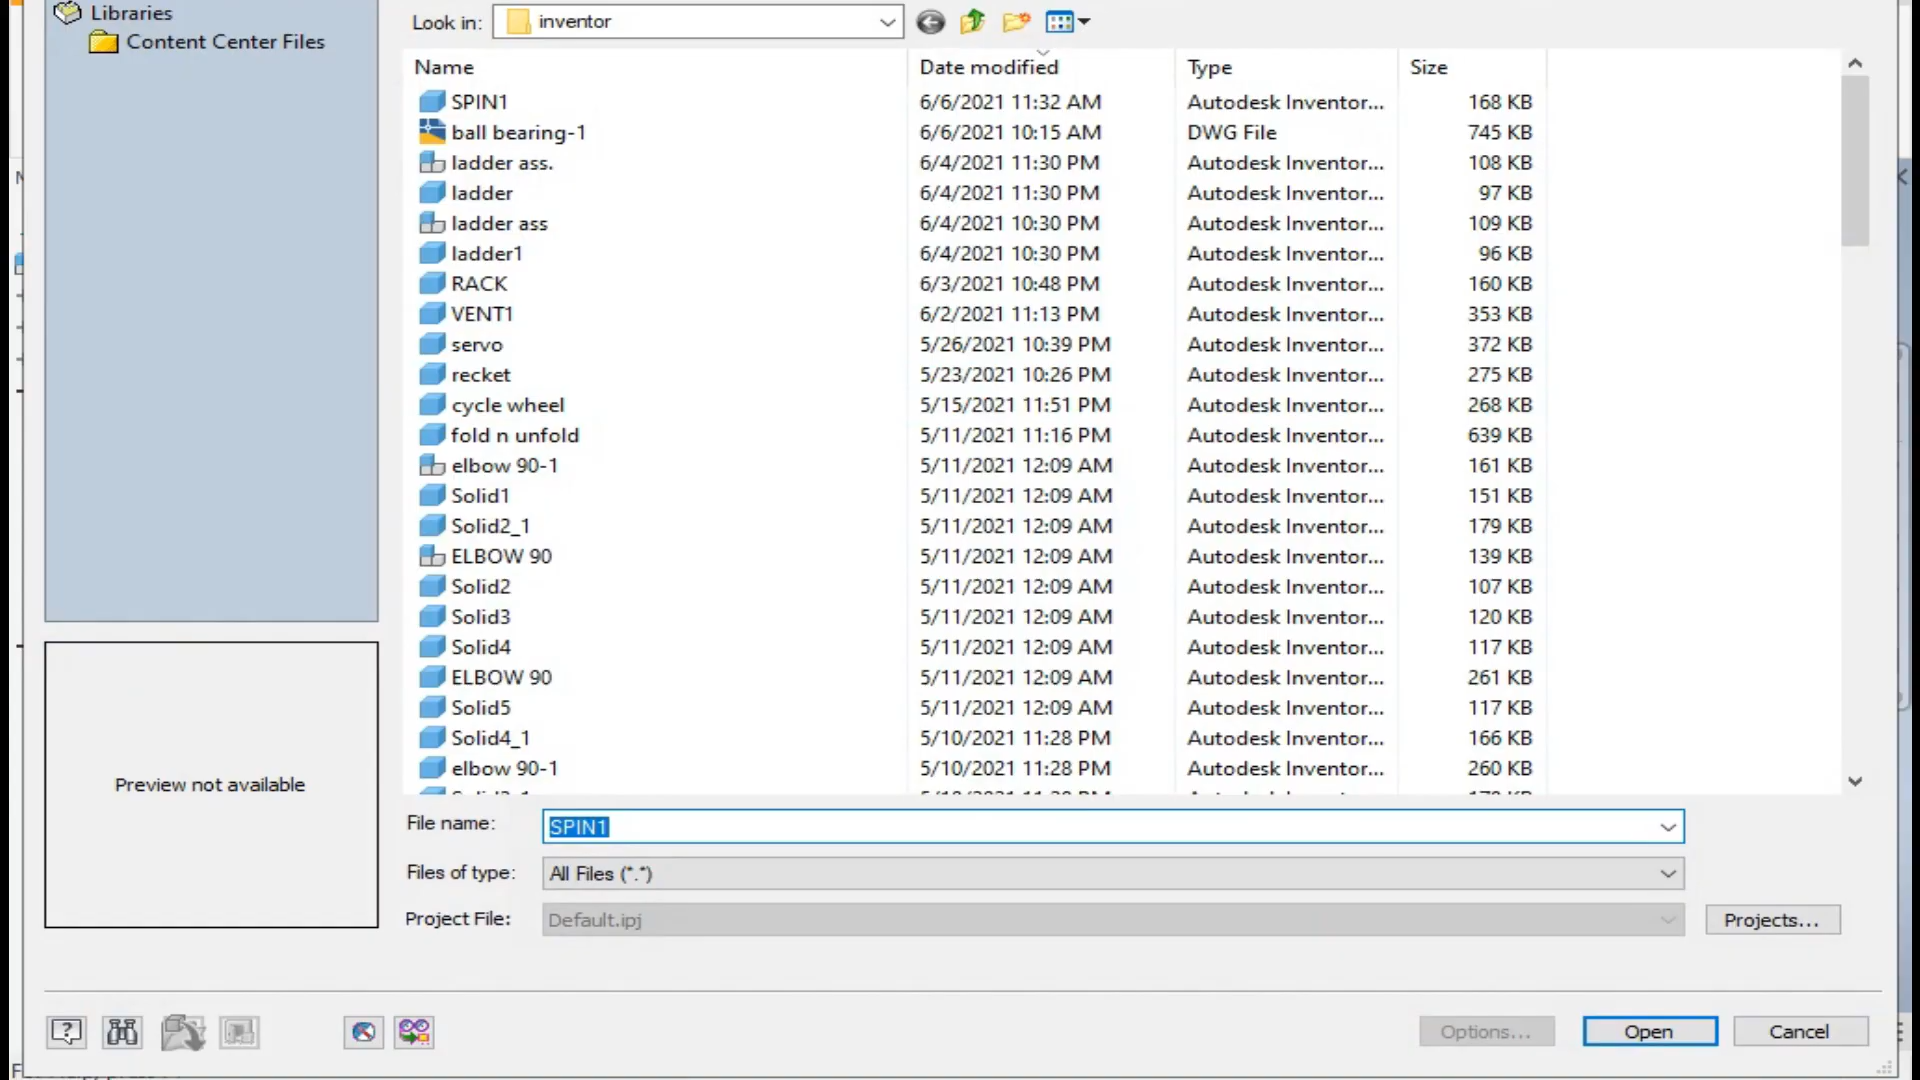 Libraries
Content Center Files
Look in: inventor
Name Date modified Type Size
SPIN1 6/6/2021 11:32 AM Autodesk Inventor... 168 KB
ball bearing-1 6/6/2021 10:15 AM DWG File 745 KB
ladder ass. 6/4/2021 11:30 PM Autodesk Inventor... 108 KB
ladder 6/4/2021 11:30 PM Autodesk Inventor... 97 KB
ladder ass 6/4/2021 10:30 PM Autodesk Inventor... 109 KB
ladder1 6/4/2021 10:30 PM Autodesk Inventor... 96 KB
RACK 6/3/2021 10:48 PM Autodesk Inventor... 160 KB
VENT1 6/2/2021 11:13 PM Autodesk Inventor... 353 KB
servo 5/26/2021 10:39 PM Autodesk Inventor... 372 KB
recket 5/23/2021 10:26 PM Autodesk Inventor... 275 KB
cycle wheel 5/15/2021 11:51 PM Autodesk Inventor... 268 KB
fold n unfold 5/11/2021 11:16 PM Autodesk Inventor... 639 KB
elbow 90-1 5/11/2021 12:09 AM Autodesk Inventor... 161 KB
Solid1 5/11/2021 12:09 AM Autodesk Inventor... 151 KB
Solid2_1 5/11/2021 12:09 AM Autodesk Inventor... 179 KB
ELBOW 90 5/11/2021 12:09 AM Autodesk Inventor... 139 KB
Solid2 5/11/2021 12:09 AM Autodesk Inventor... 107 KB
Solid3 5/11/2021 12:09 AM Autodesk Inventor... 120 KB
Solid4 5/11/2021 12:09 AM Autodesk Inventor... 117 KB
ELBOW 90 5/11/2021 12:09 AM Autodesk Inventor... 261 KB
Solid5 5/11/2021 12:09 AM Autodesk Inventor... 117 KB
Solid4_1 5/10/2021 11:28 PM Autodesk Inventor... 166 KB
elbow 90-1 5/10/2021 11:28 PM Autodesk Inventor... 260 KB
Preview not available
File name: SPIN1
Files of type: All Files (*.*)
Project File: Default.ipj Projects...
Options... Open Cancel